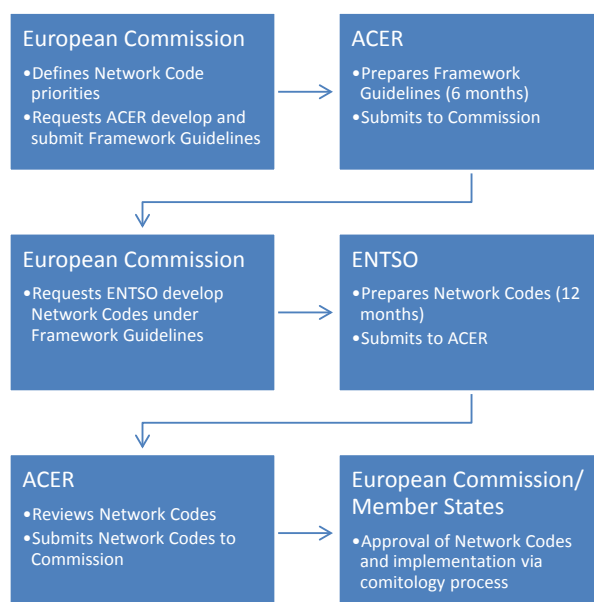 European Commission
•Defines Network Code
priorities
•Requests ACER develop and
submit Framework Guidelines
ACER
•Prepares Framework
Guidelines (6 months)
•Submits to Commission
European Commission
•Requests ENTSO develop
Network Codes under
Framework Guidelines
ENTSO
•Prepares Network Codes (12
months)
•Submits to ACER
ACER
•Reviews Network Codes
•Submits Network Codes to
Commission
European Commission/
Member States
•Approval of Network Codes
and implementation via
comitology process